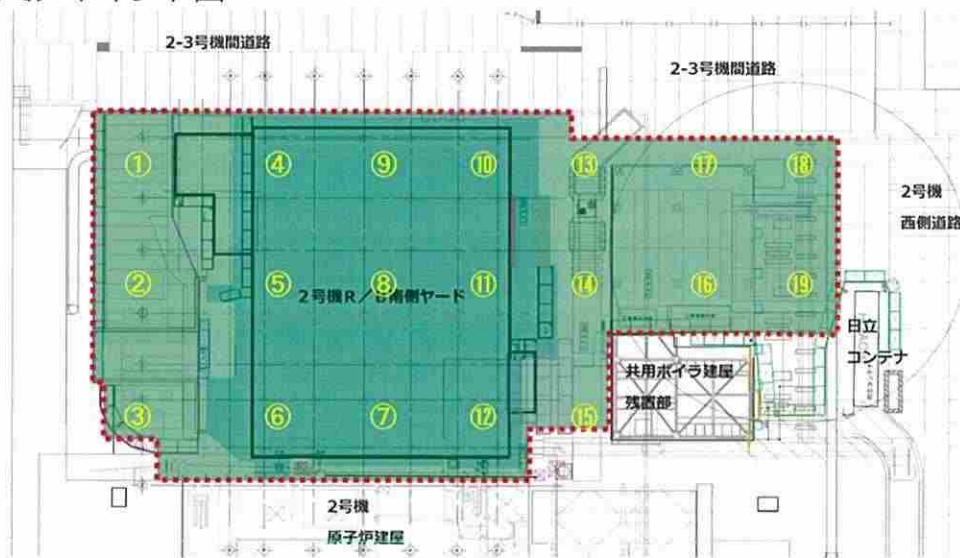 2-3号機間道路
2-3号機間道路
① ④ ⑨ ⑩ ⑬ ⑰ ⑱
2号機
西側道路
② ⑤ ⑧ ⑪ ⑭ ⑯ ⑲
2号機R/B南側ヤード
日立
コンテナ
共用ボイラ建屋
残置部
③ ⑥ ⑦ ⑫ ⑮
2号機
原子炉建屋